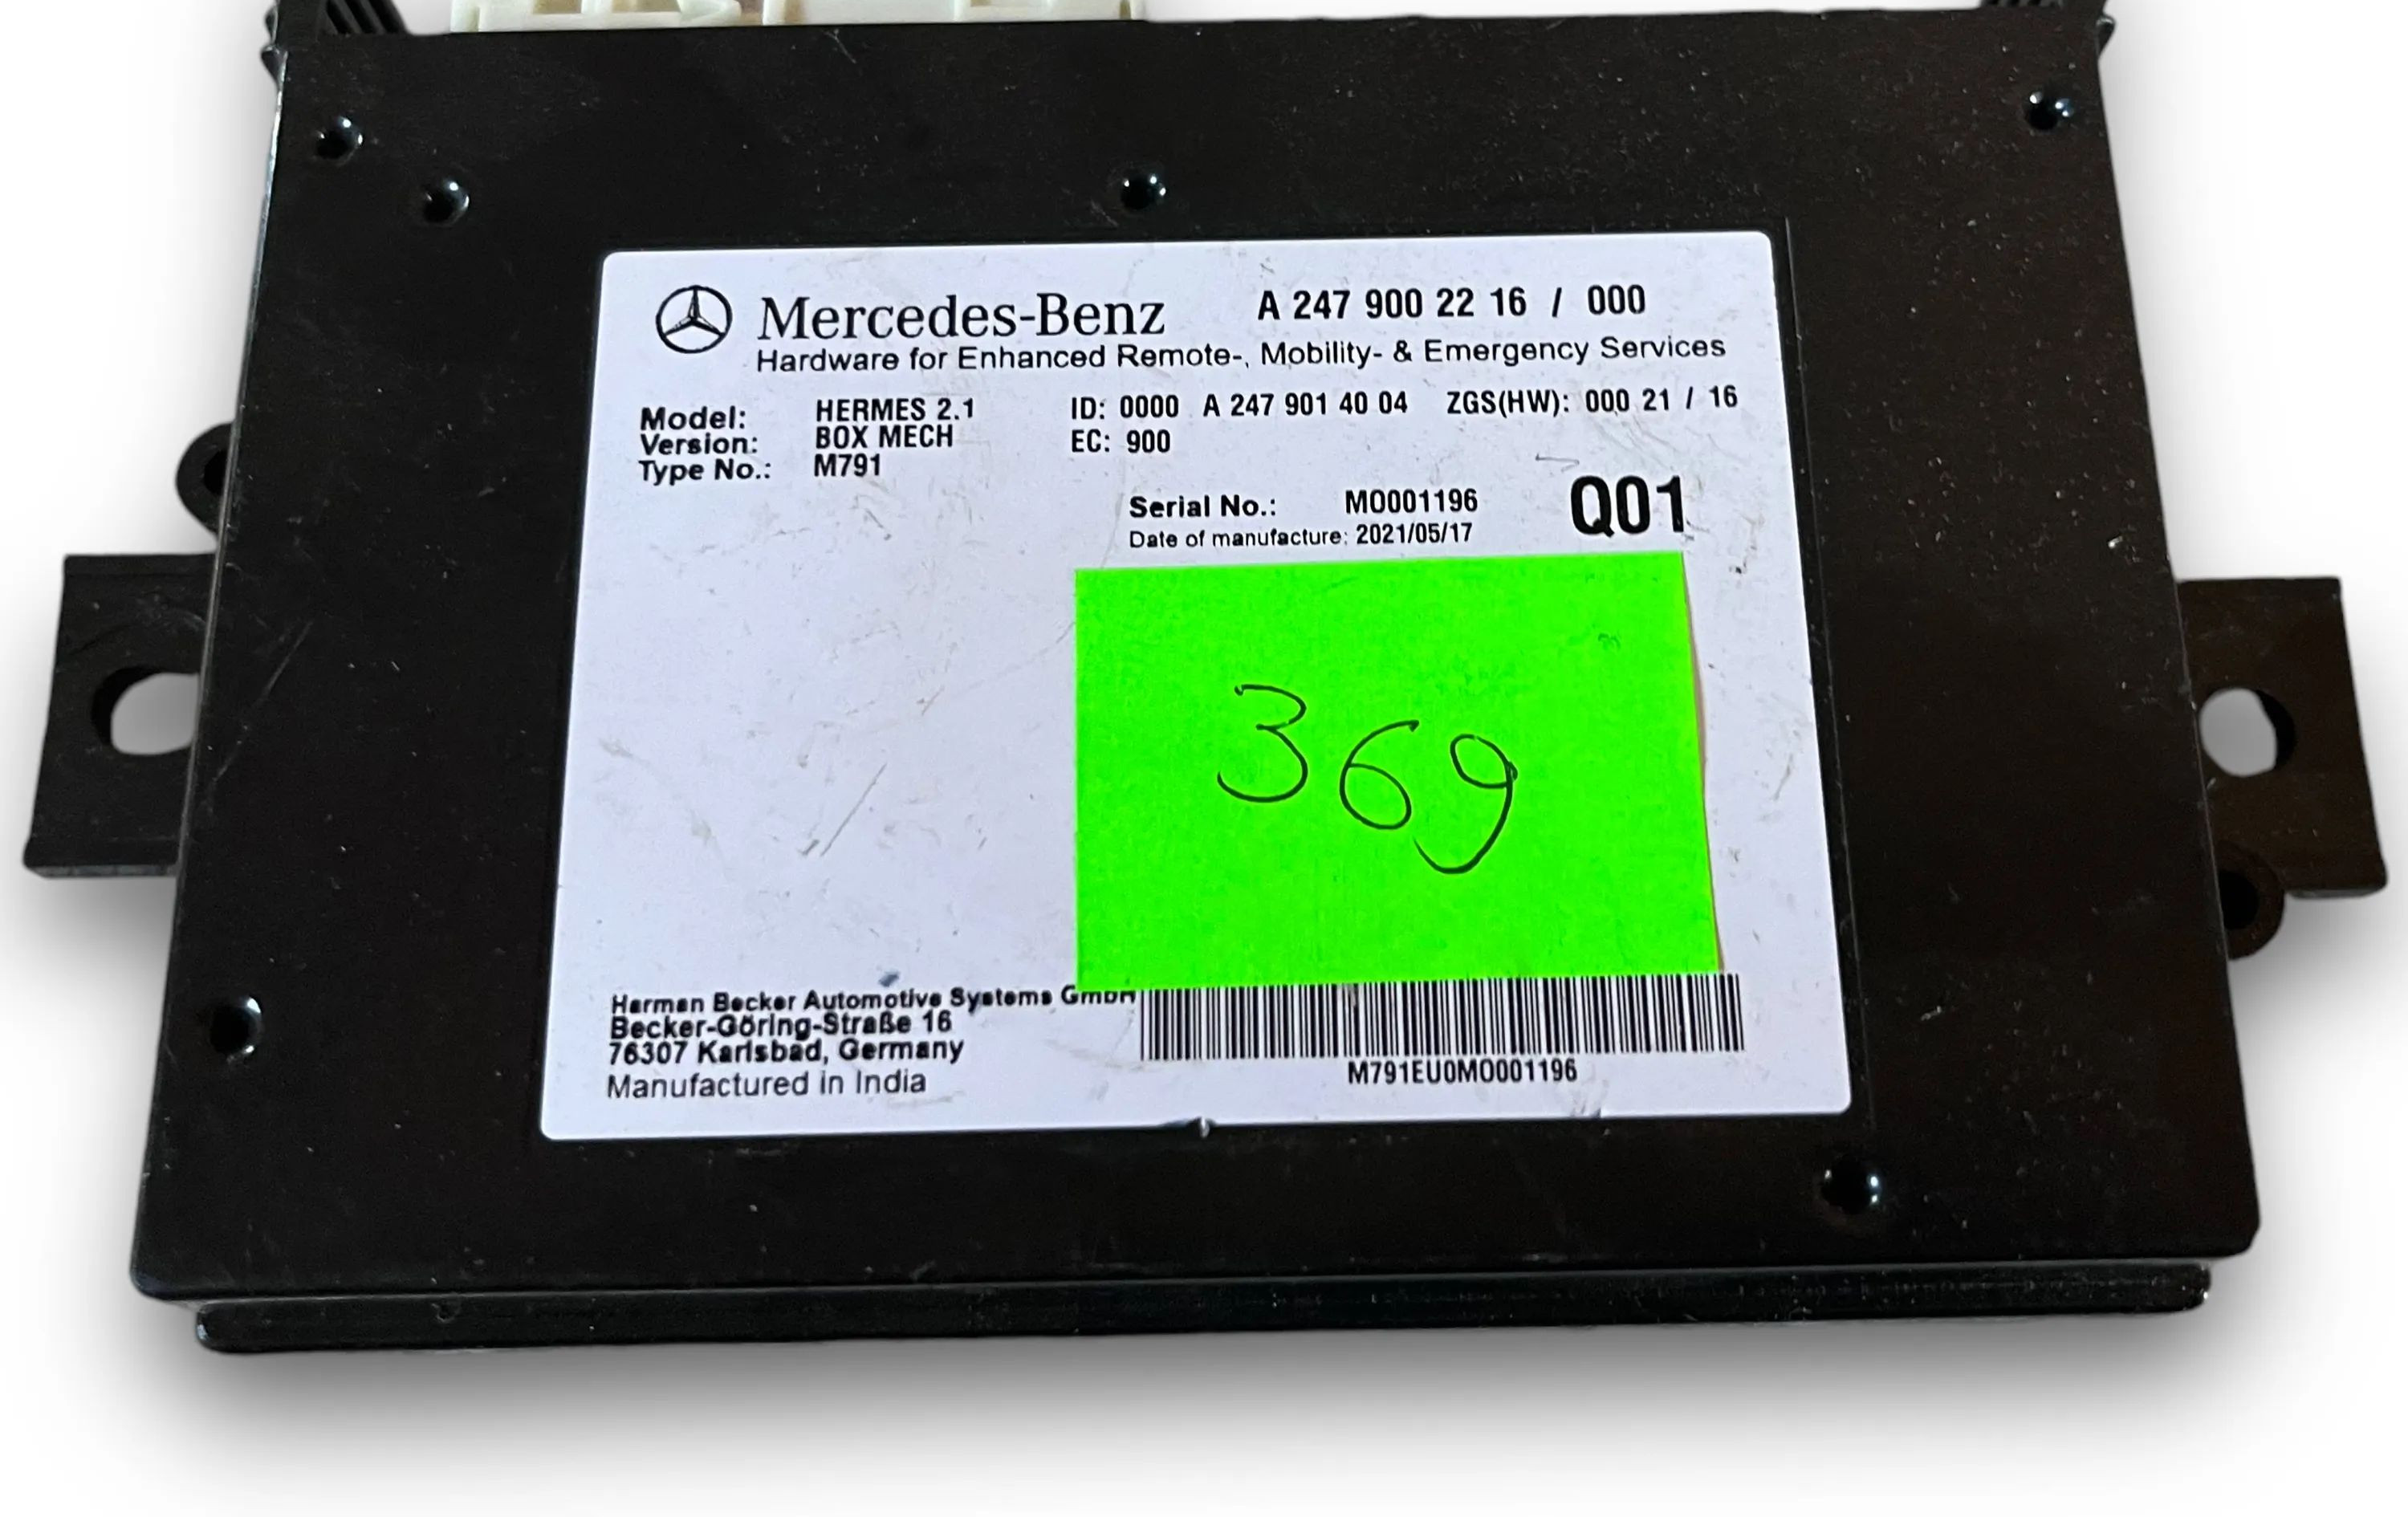 Mercedes-Benz A 247 900 22 16 / 000
Hardware for Enhanced Remote-, Mobility- & Emergency Services
Model: HERMES 2.1 ID: 0000 A 247 901 40 04 ZGS(HW): 000 21 / 16
Version: BOX MECH EC: 900
Type No.: M791
Serial No.: M0001196 Q01
Date of manufacture: 2021/05/17
369
Harman Becker Automotive Systems GmbH
Becker-Göring-Straße 16
76307 Karlsbad, Germany
Manufactured in India
M791EU0M0001196